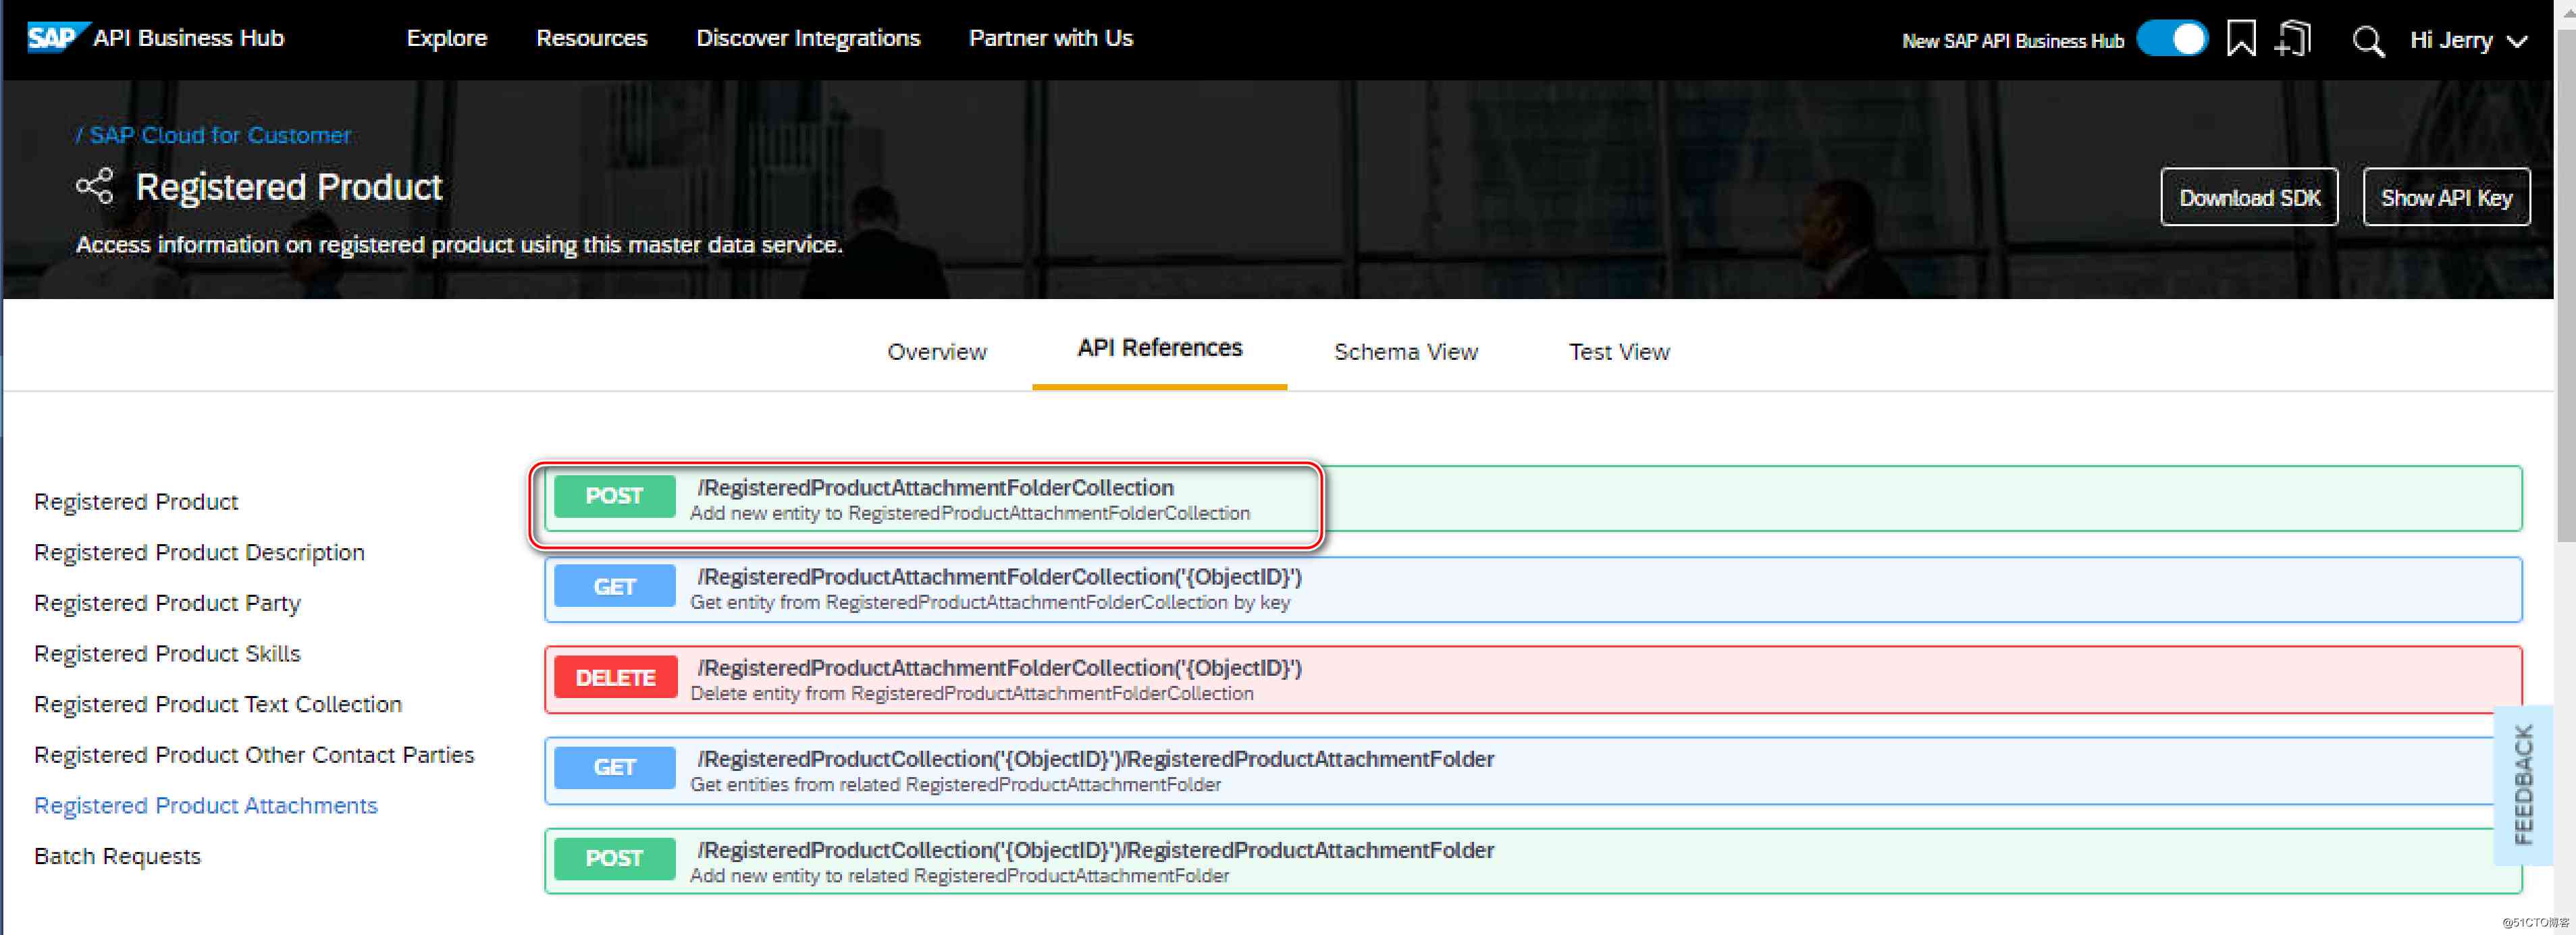 SAP API Business Hub Explore Resources Discover Integrations Partner with Us New SAP API Business Hub Hi Jerry
/ SAP Cloud for Customer
Registered Product
Download SDK Show API Key
Access information on registered product using this master data service.
Overview API References Schema View Test View
Registered Product
Registered Product Description
Registered Product Party
Registered Product Skills
Registered Product Text Collection
Registered Product Other Contact Parties
Registered Product Attachments
Batch Requests
POST /RegisteredProductAttachmentFolderCollection
Add new entity to RegisteredProductAttachmentFolderCollection
GET /RegisteredProductAttachmentFolderCollection('{ObjectID}')
Get entity from RegisteredProductAttachmentFolderCollection by key
DELETE /RegisteredProductAttachmentFolderCollection('{ObjectID}')
Delete entity from RegisteredProductAttachmentFolderCollection
GET /RegisteredProductCollection('{ObjectID}')/RegisteredProductAttachmentFolder
Get entities from related RegisteredProductAttachmentFolder
POST /RegisteredProductCollection('{ObjectID}')/RegisteredProductAttachmentFolder
Add new entity to related RegisteredProductAttachmentFolder
FEEDBACK
@51CTO博客